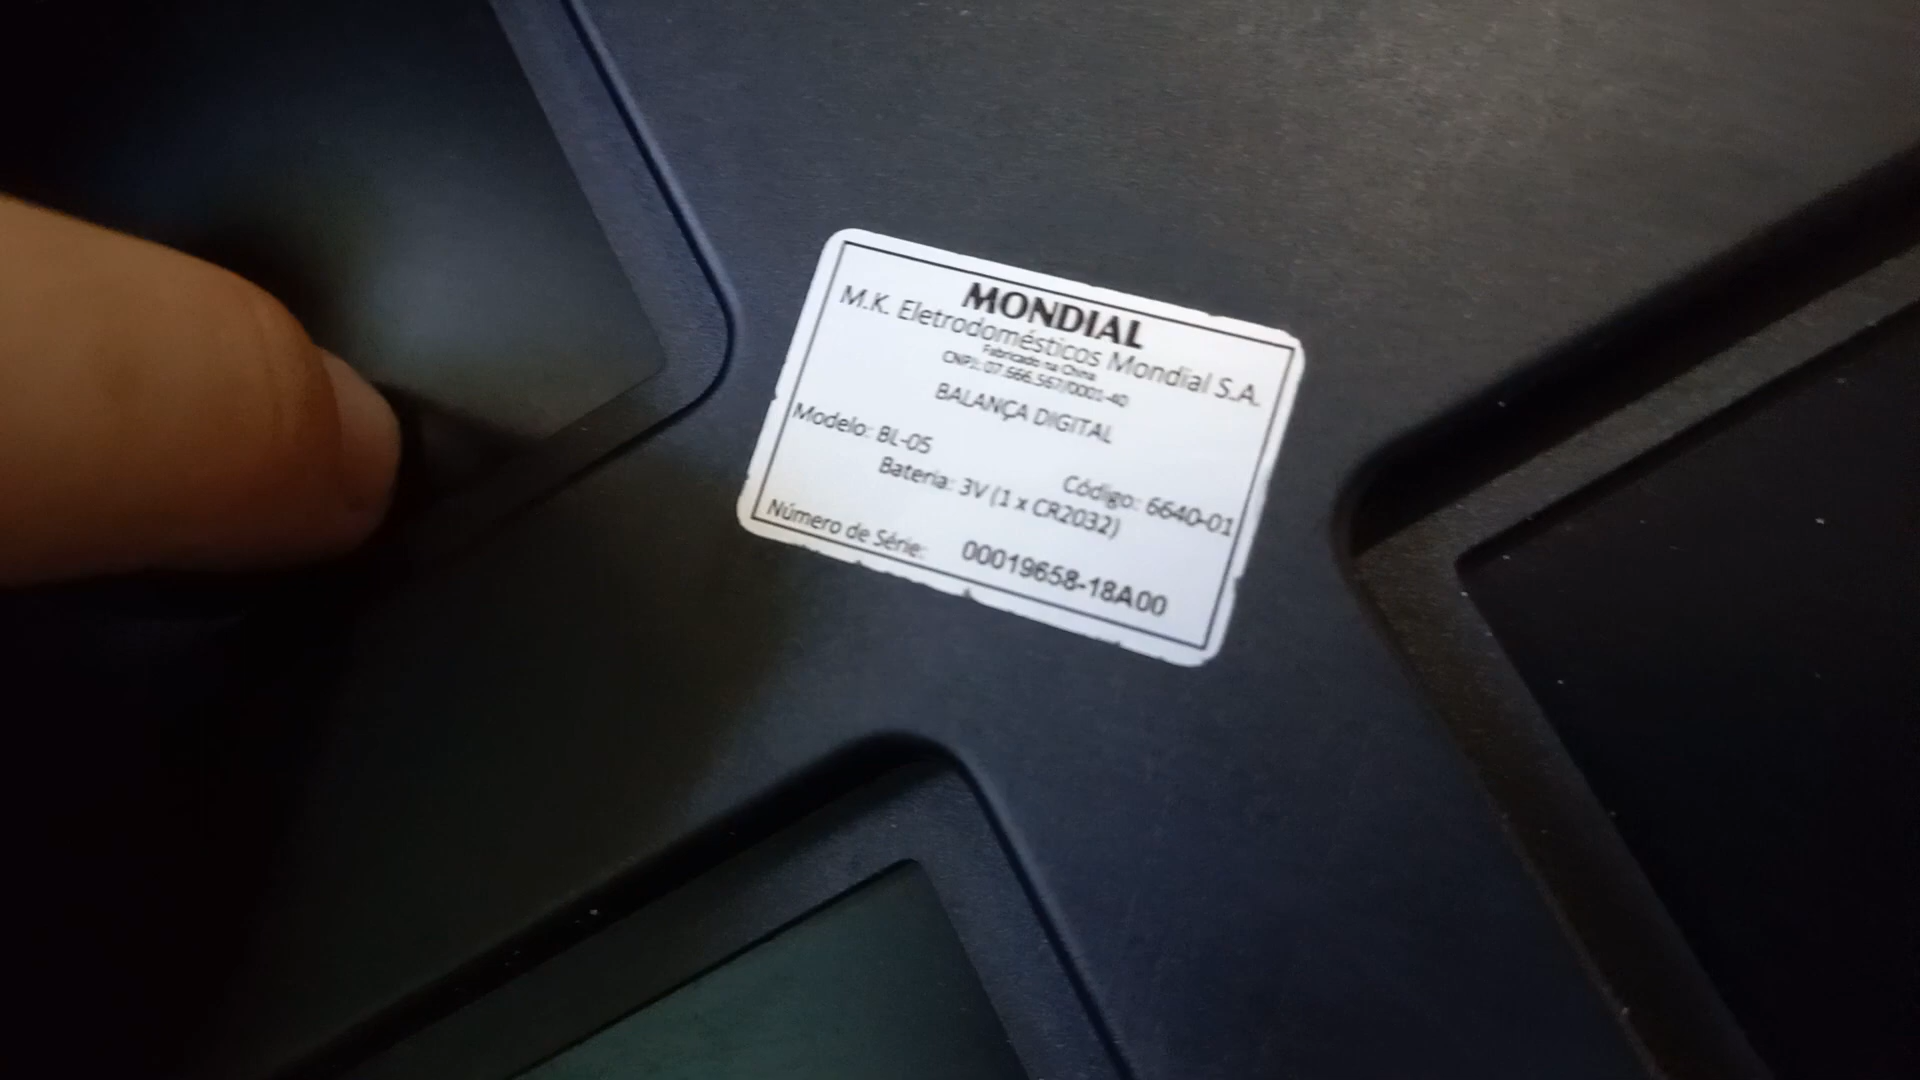 MONDIAL
M.K. Eletrodomésticos Mondial S.A.
Fabricado na China
CNPJ: 07.666.567/0001-40
BALANÇA DIGITAL
Modelo: BL-05
Código: 6640-01
Bateria: 3V (1 x CR2032)
Número de Série: 00019658-18A00